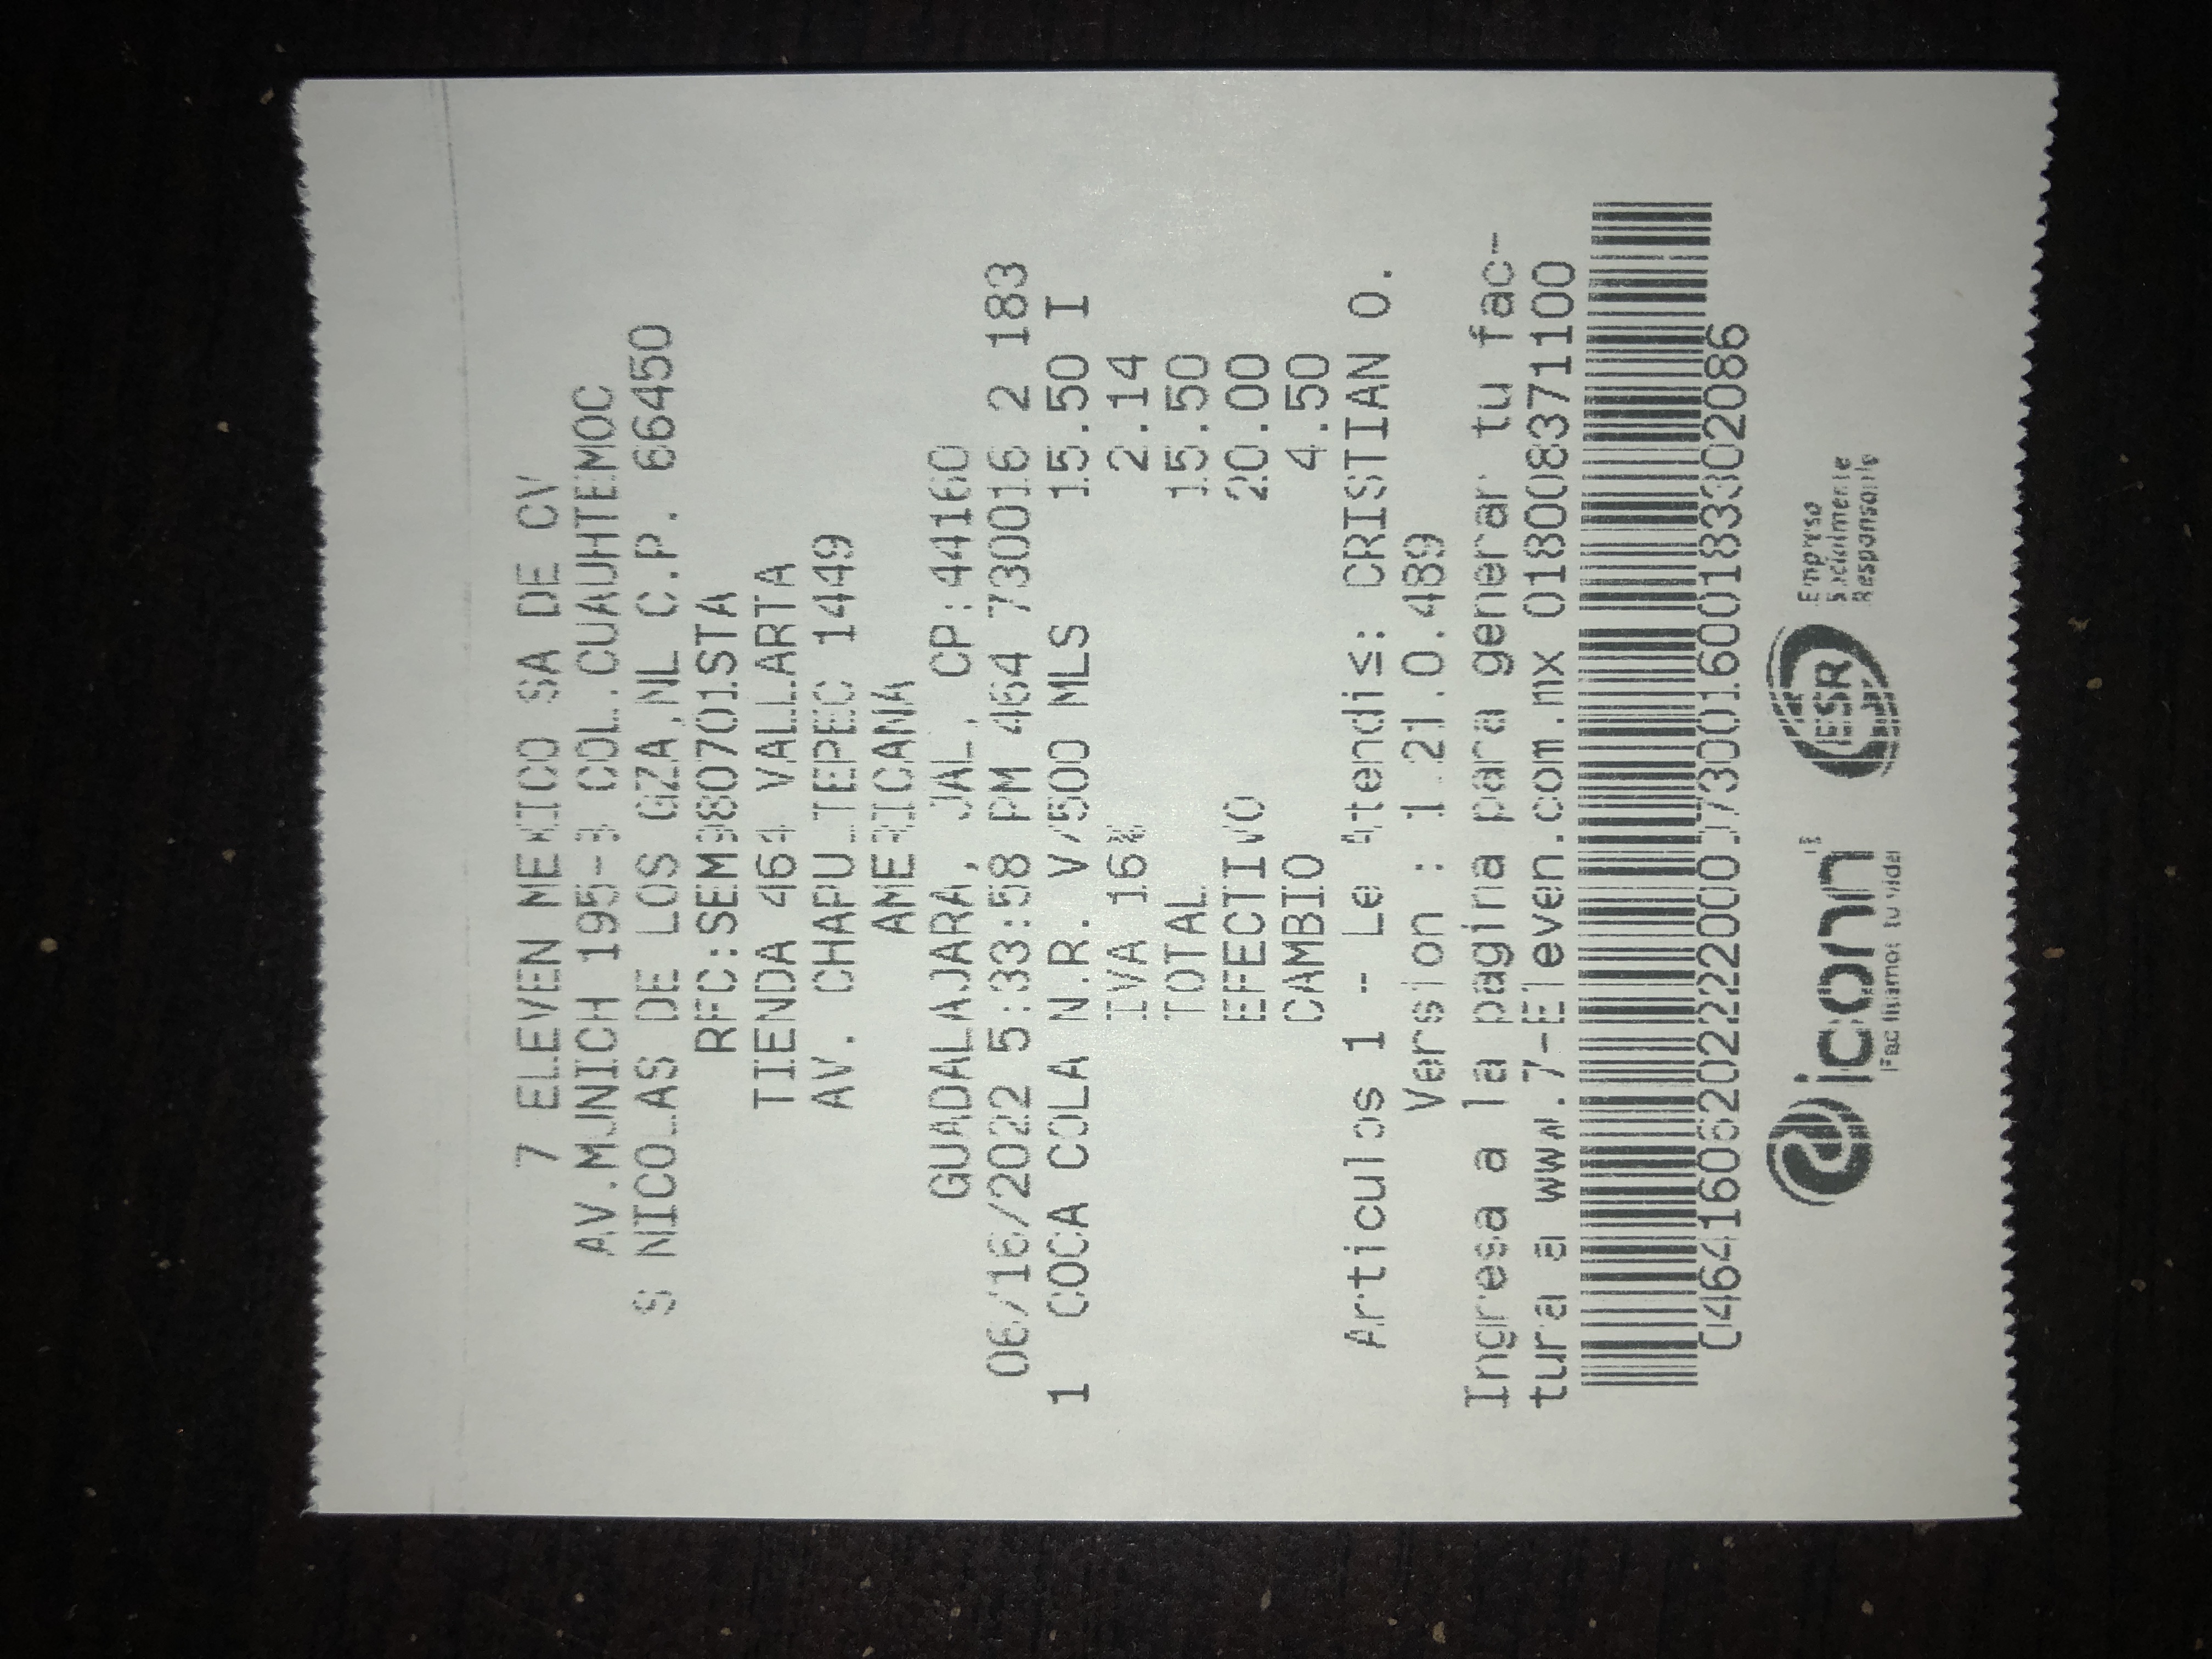 7 ELEVEN MEXICO SA DE CV
AV.MUNICH 195-B COL.CUAUHTEMOC
S NICOLAS DE LOS GZA,NL C.P. 66450
RFC:SEM980701STA
TIENDA 464 VALLARTA
AV. CHAPULTEPEC 1449
AMERICANA
GUADALAJARA, JAL, CP:44160
06/16/2022 5:33:58 PM 464 730016 2 183
1 COCA COLA N.R. V/500 MLS 15.50 I
IVA 16% 2.14
TOTAL 15.50
EFECTIVO 20.00
CAMBIO 4.50
Articulos 1 - Le Atendi≤: CRISTIAN O.
Version : 1.21.0.489
Ingresa a la pagina para generar tu fac-
tura a www.7-Eleven.com.mx 018008371100
04641606202222000073001600183302086
iconn®
Facilitamos tu vida
ESR
Empresa
Socialmente
Responsable